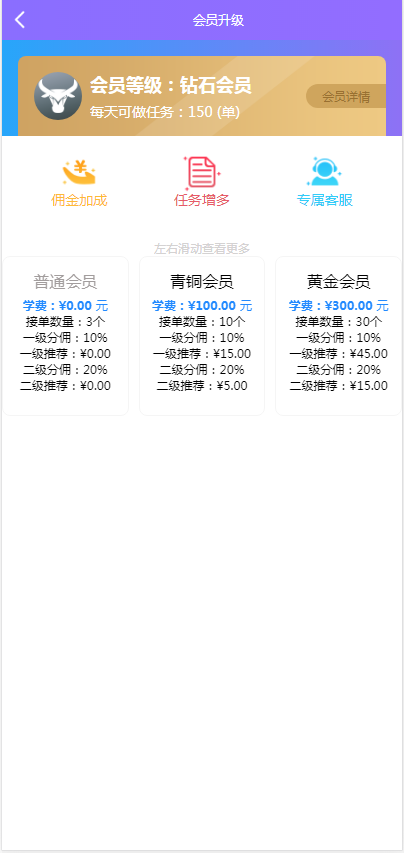 会员升级
会员等级：钻石会员
每天可做任务：150 (单)
会员详情
佣金加成 任务增多 专属客服
左右滑动查看更多
普通会员
学费：¥0.00 元
接单数量：3个
一级分佣：10%
一级推荐：¥0.00
二级分佣：20%
二级推荐：¥0.00
青铜会员
学费：¥100.00 元
接单数量：10个
一级分佣：10%
一级推荐：¥15.00
二级分佣：20%
二级推荐：¥5.00
黄金会员
学费：¥300.00 元
接单数量：30个
一级分佣：10%
一级推荐：¥45.00
二级分佣：20%
二级推荐：¥15.00